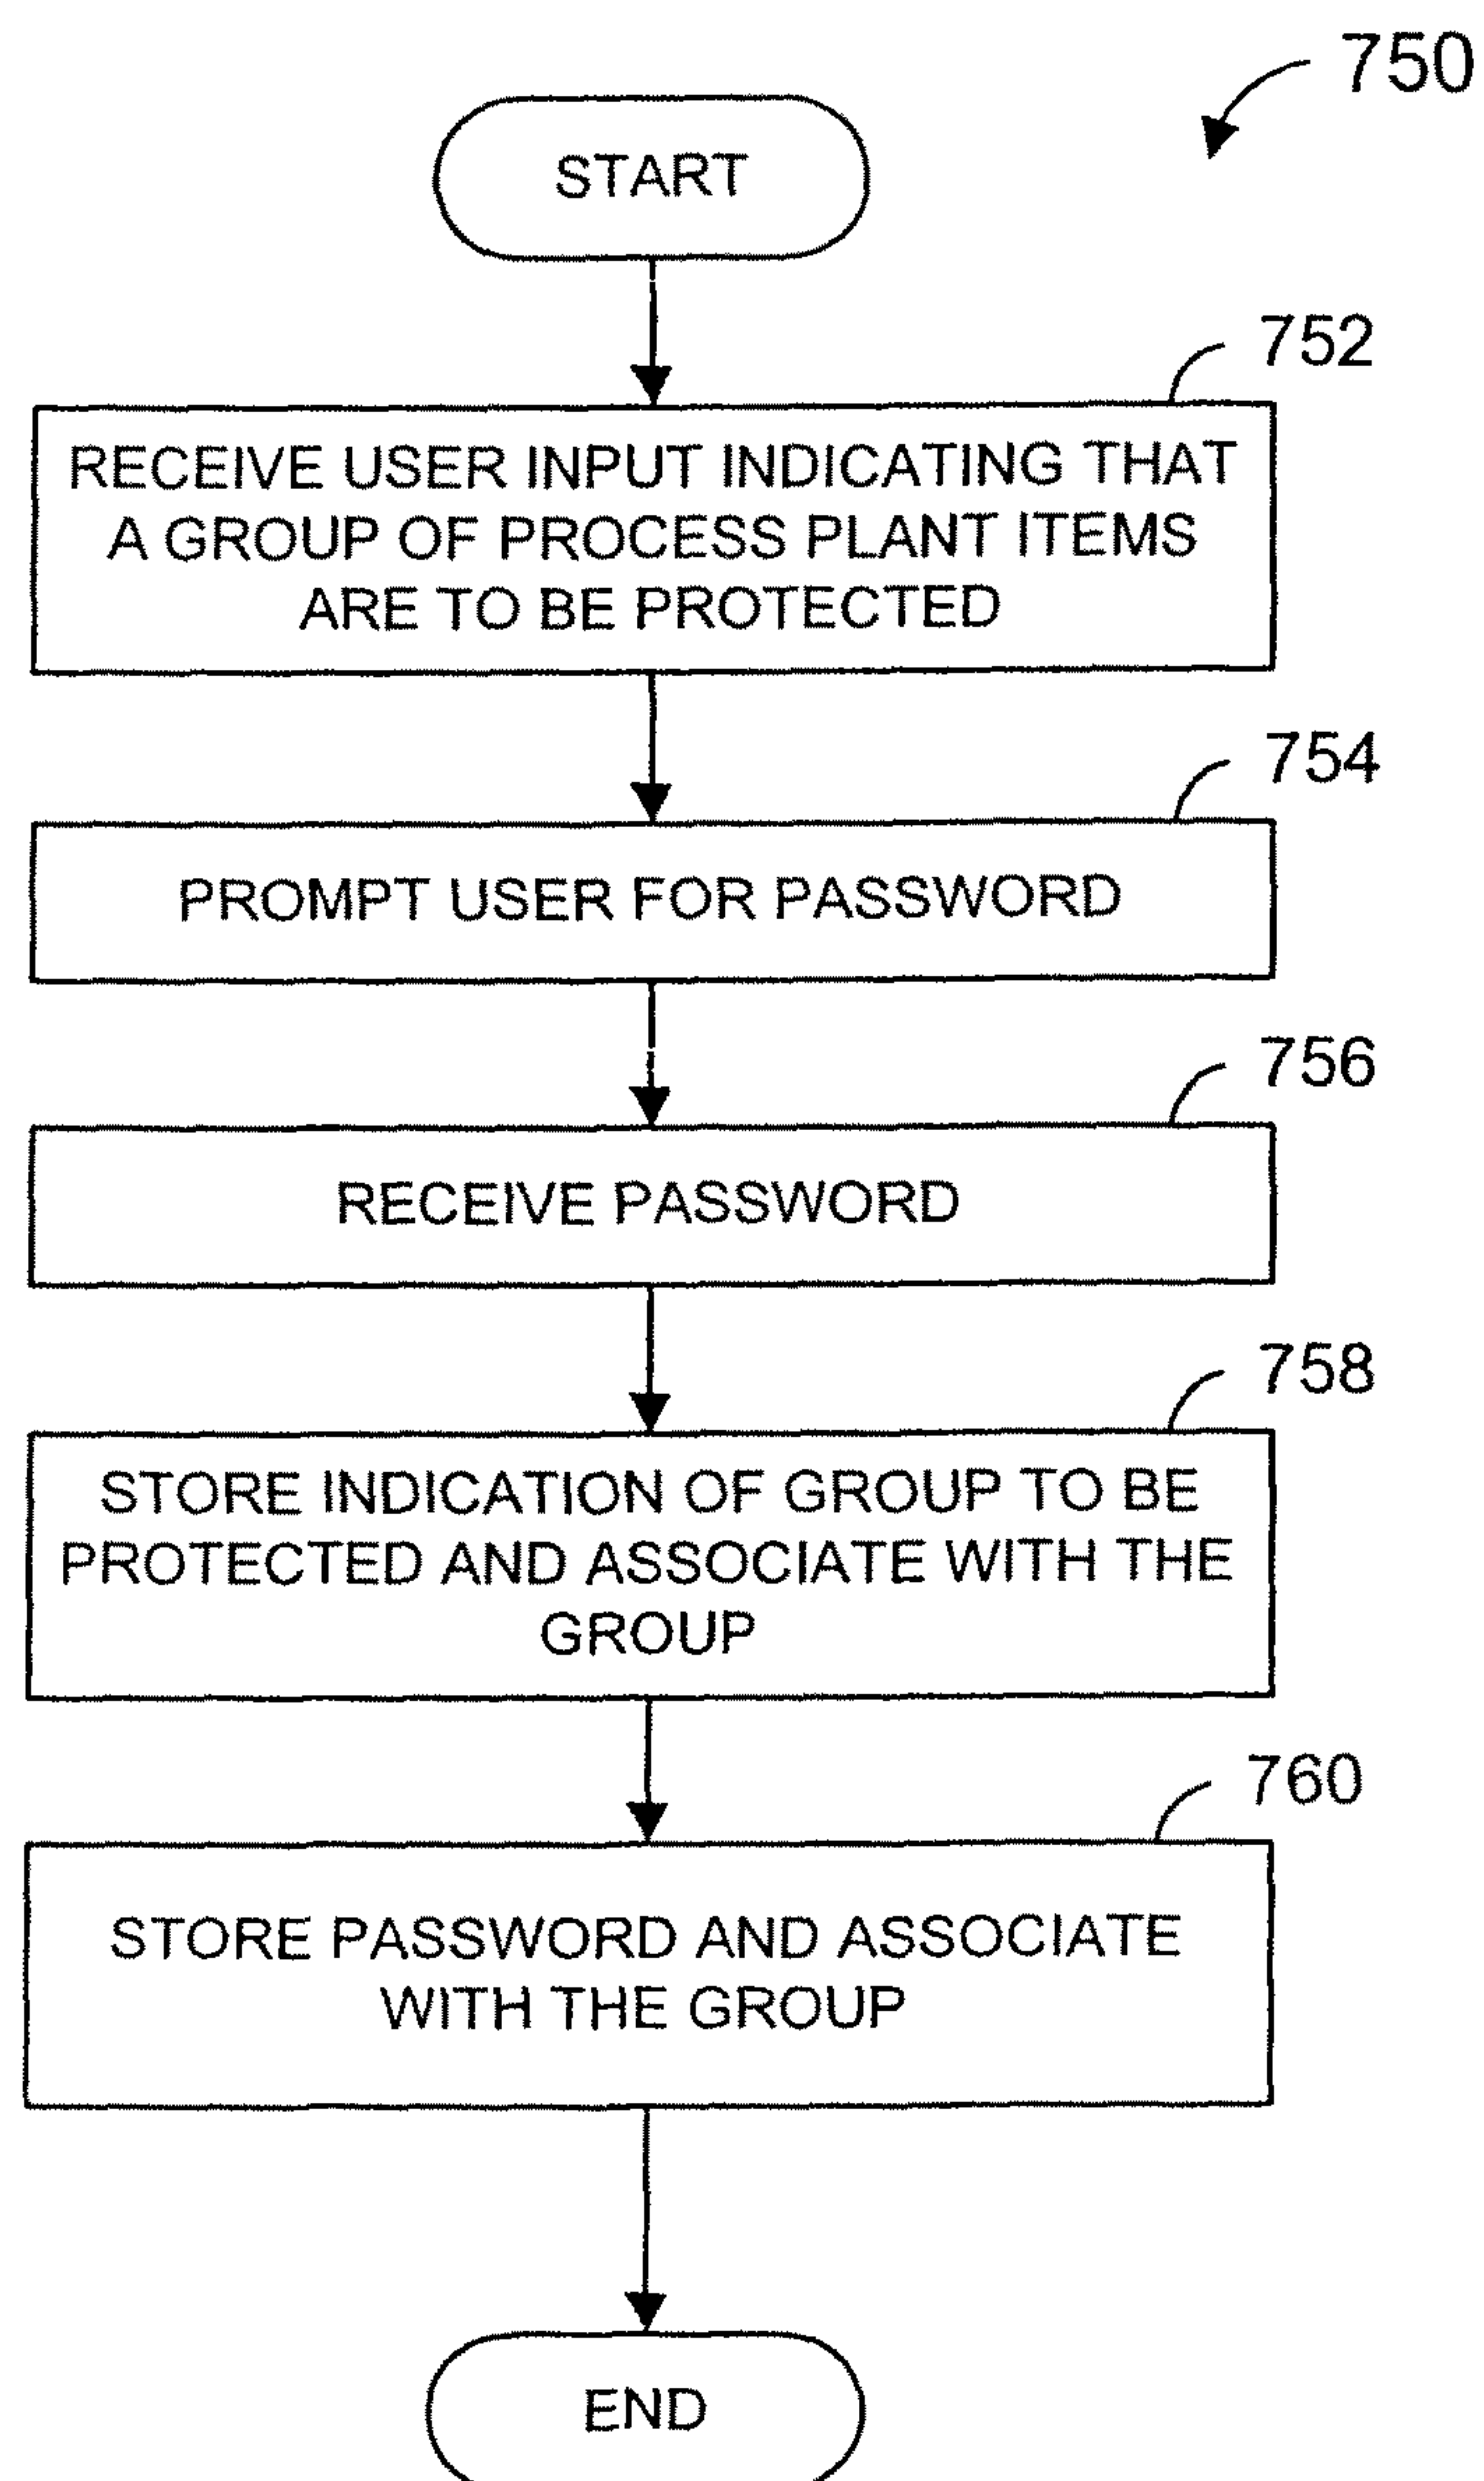 750
START
752
RECEIVE USER INPUT INDICATING THAT
A GROUP OF PROCESS PLANT ITEMS
ARE TO BE PROTECTED
754
PROMPT USER FOR PASSWORD
756
RECEIVE PASSWORD
758
STORE INDICATION OF GROUP TO BE
PROTECTED AND ASSOCIATE WITH THE
GROUP
760
STORE PASSWORD AND ASSOCIATE
WITH THE GROUP
END